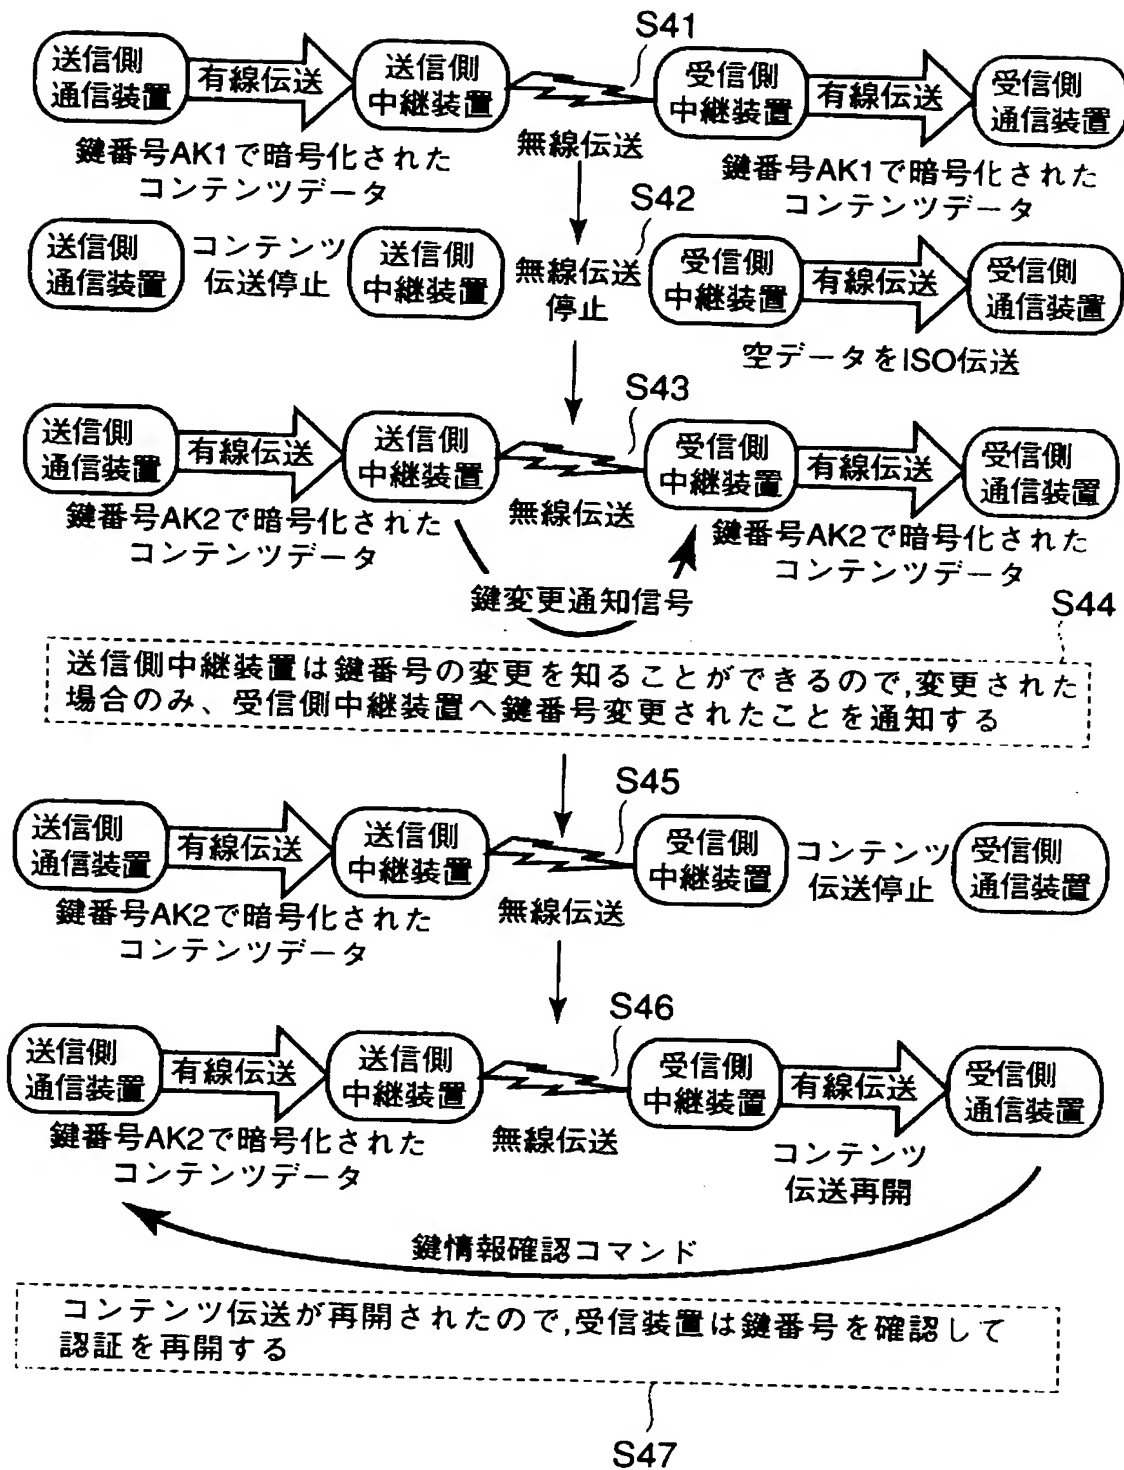 S41
送信側
通信装置
有線伝送
送信側
中継装置
受信側
中継装置
有線伝送
受信側
通信装置
無線伝送
鍵番号AK1で暗号化された
コンテンツデータ
鍵番号AK1で暗号化された
コンテンツデータ
S42
送信側
通信装置
コンテンツ
伝送停止
送信側
中継装置
無線伝送
停止
受信側
中継装置
有線伝送
受信側
通信装置
空データをISO伝送
S43
送信側
通信装置
有線伝送
送信側
中継装置
無線伝送
受信側
中継装置
有線伝送
受信側
通信装置
鍵番号AK2で暗号化された
コンテンツデータ
鍵番号AK2で暗号化された
コンテンツデータ
鍵変更通知信号
S44
送信側中継装置は鍵番号の変更を知ることができるので,変更された
場合のみ、受信側中継装置へ鍵番号変更されたことを通知する
S45
送信側
通信装置
有線伝送
送信側
中継装置
無線伝送
受信側
中継装置
コンテンツ
伝送停止
受信側
通信装置
鍵番号AK2で暗号化された
コンテンツデータ
S46
送信側
通信装置
有線伝送
送信側
中継装置
無線伝送
受信側
中継装置
有線伝送
受信側
通信装置
鍵番号AK2で暗号化された
コンテンツデータ
コンテンツ
伝送再開
鍵情報確認コマンド
コンテンツ伝送が再開されたので,受信装置は鍵番号を確認して
認証を再開する
S47